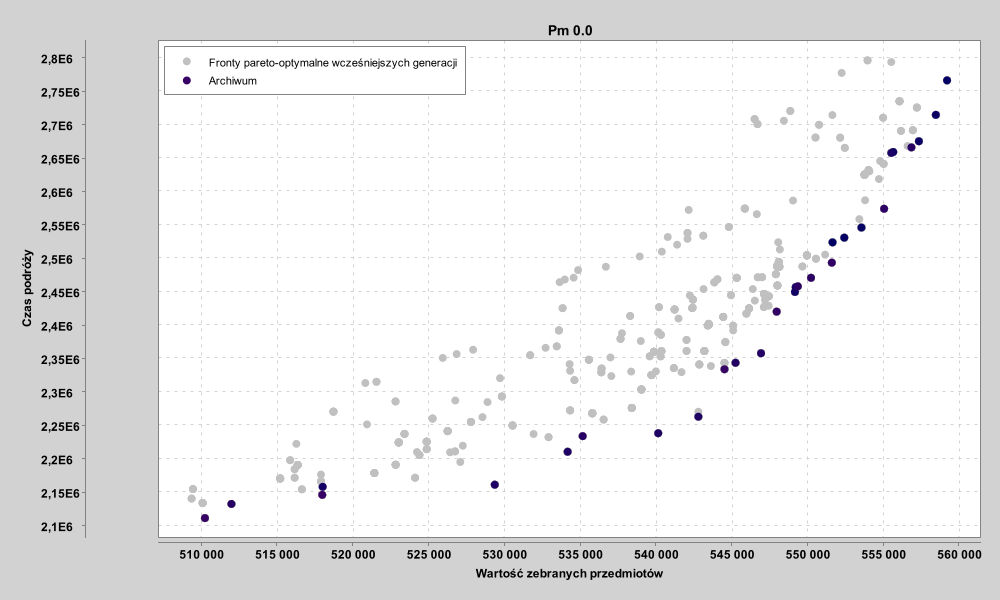 Pm 0.0
Fronty pareto-optymalne wcześniejszych generacji
Archiwum
2,8E6
2,75E6
2,7E6
2,65E6
2,6E6
2,55E6
2,5E6
2,45E6
2,4E6
2,35E6
2,3E6
2,25E6
2,2E6
2,15E6
2,1E6
Czas podróży
510 000 515 000 520 000 525 000 530 000 535 000 540 000 545 000 550 000 555 000 560 000
Wartość zebranych przedmiotów